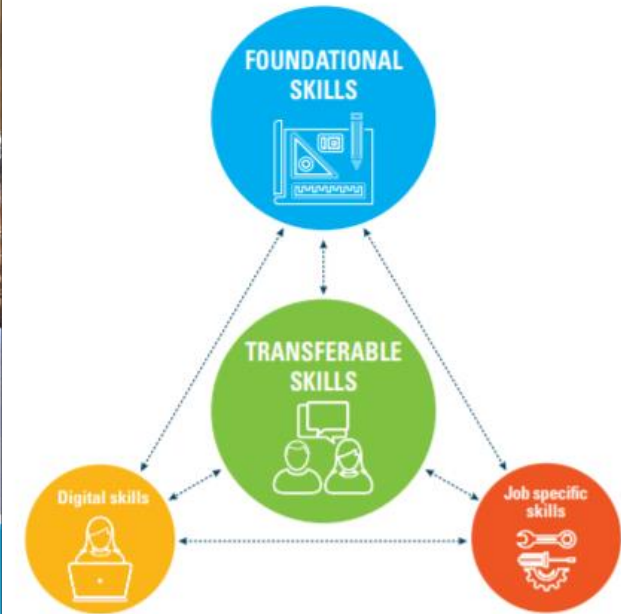 FOUNDATIONAL
SKILLS
TRANSFERABLE
SKILLS
Digital skills
Job specific
skills